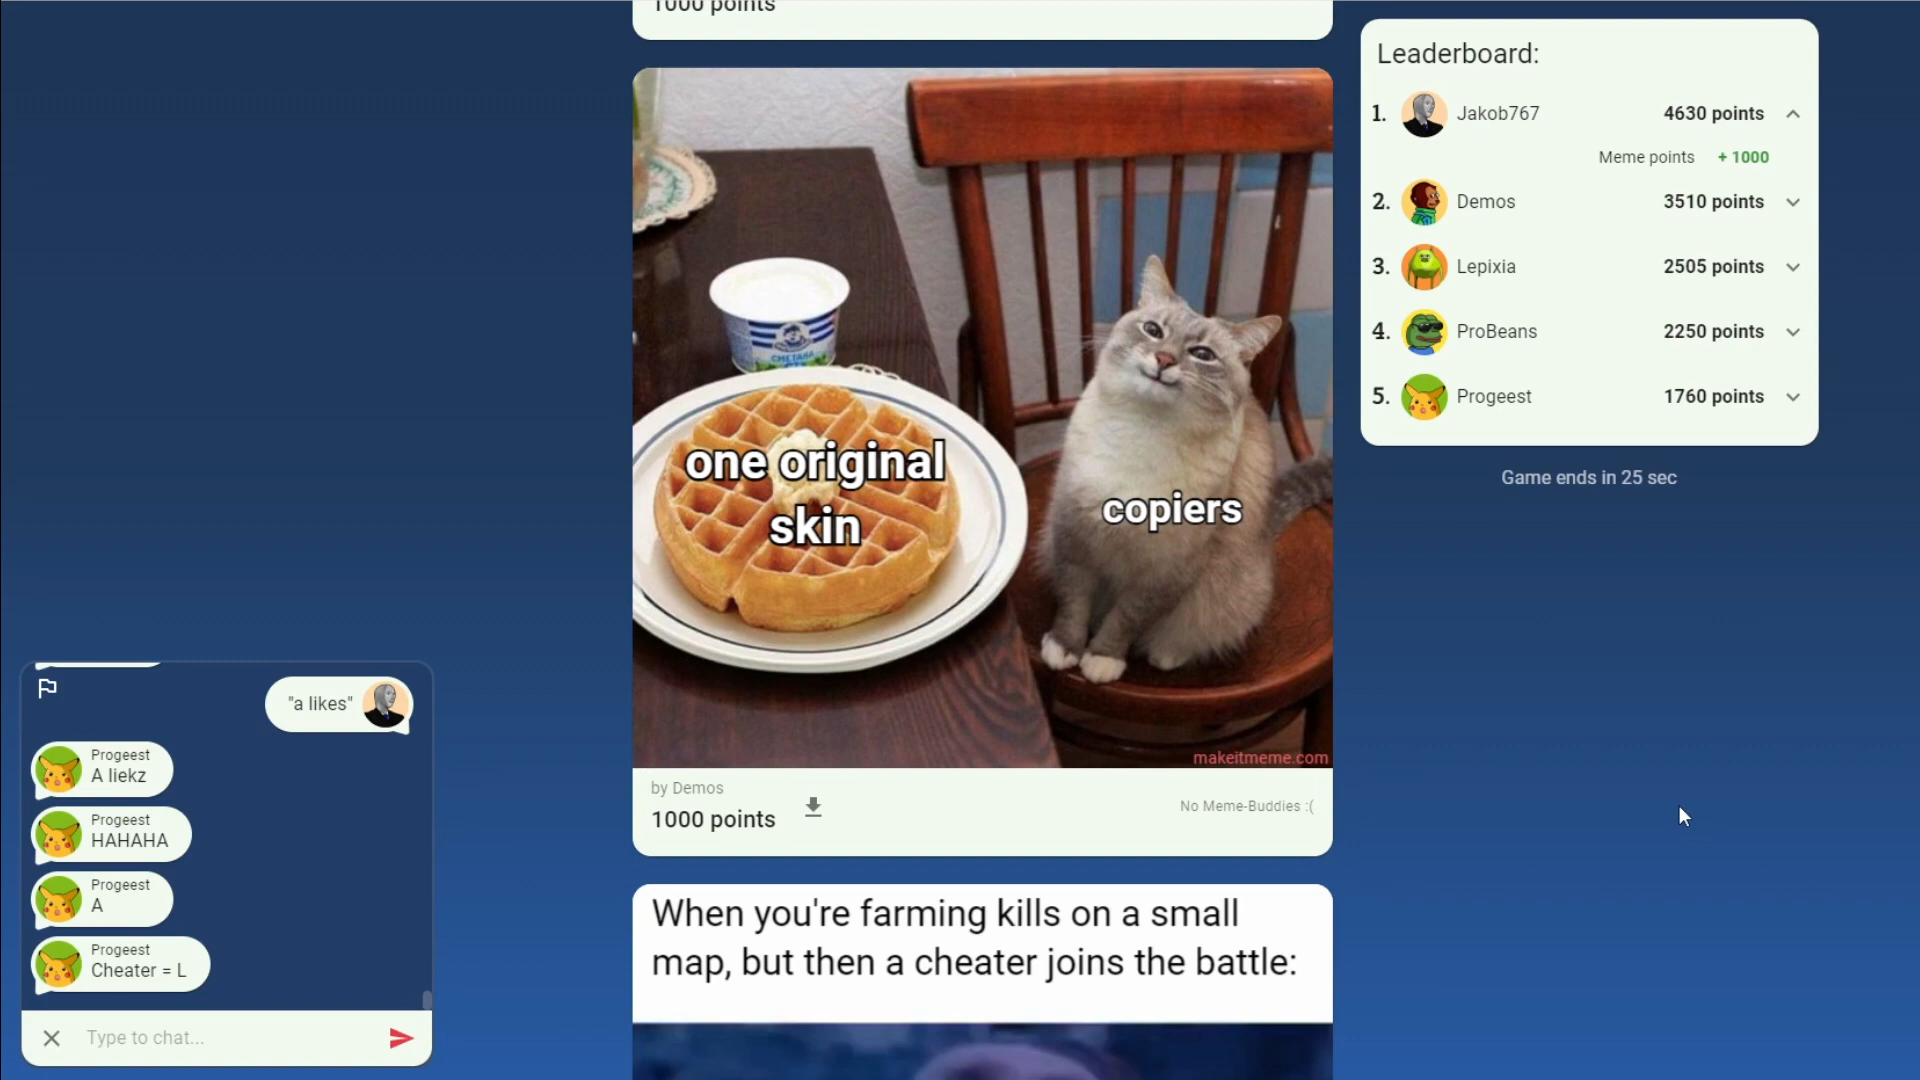 1000 points
one original
skin
copiers
СМЕТАНА
makeitmeme.com
by Demos
1000 points
No Meme-Buddies :(
When you're farming kills on a small
map, but then a cheater joins the battle:
Leaderboard:
1. Jakob767 4630 points
Meme points + 1000
2. Demos 3510 points
3. Lepixia 2505 points
4. ProBeans 2250 points
5. Progeest 1760 points
Game ends in 25 sec
"a likes"
Progeest
A liekz
Progeest
HAHAHA
Progeest
A
Progeest
Cheater = L
Type to chat...